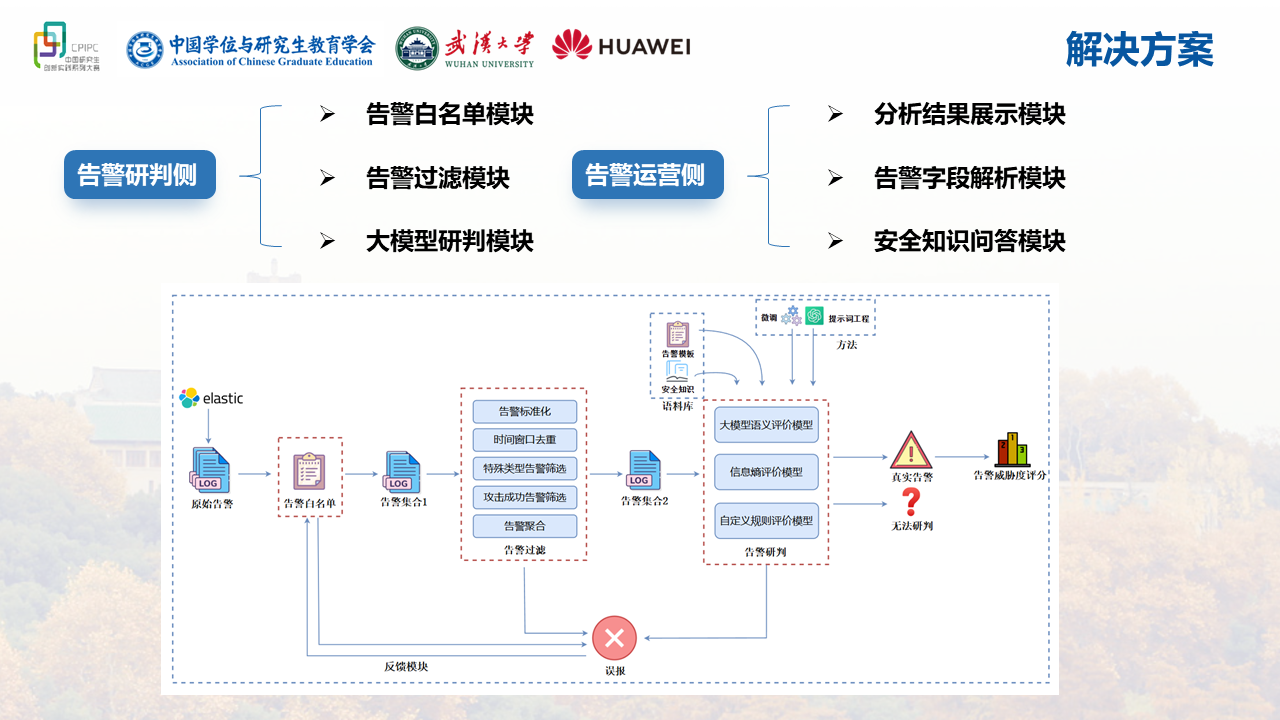 CPIPC
中国研究生
创新实践系列大赛
中国学位与研究生教育学会
Association of Chinese Graduate Education
武汉大学
WUHAN UNIVERSITY
HUAWEI
解决方案
告警研判侧
告警白名单模块
告警过滤模块
大模型研判模块
告警运营侧
分析结果展示模块
告警字段解析模块
安全知识问答模块
elastic
LOG
原始告警
告警白名单
LOG
告警集合1
告警标准化
时间窗口去重
特殊类型告警筛选
攻击成功告警筛选
告警聚合
告警过滤
LOG
告警集合2
告警模板
安全知识
语料库
微调
提示词工程
方法
大模型语义评价模型
信息熵评价模型
自定义规则评价模型
告警研判
真实告警
无法研判
2
1
3
告警威胁度评分
反馈模块
误报